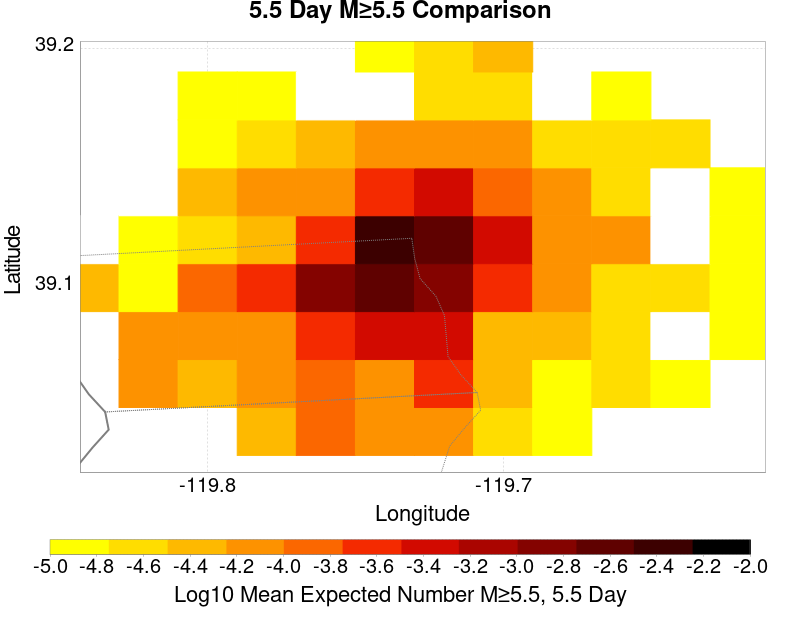 5.5 Day M≥5.5 Comparison
39.2
39.1
Latitude
-119.8 -119.7
Longitude
-5.0 -4.8 -4.6 -4.4 -4.2 -4.0 -3.8 -3.6 -3.4 -3.2 -3.0 -2.8 -2.6 -2.4 -2.2 -2.0
Log10 Mean Expected Number M≥5.5, 5.5 Day